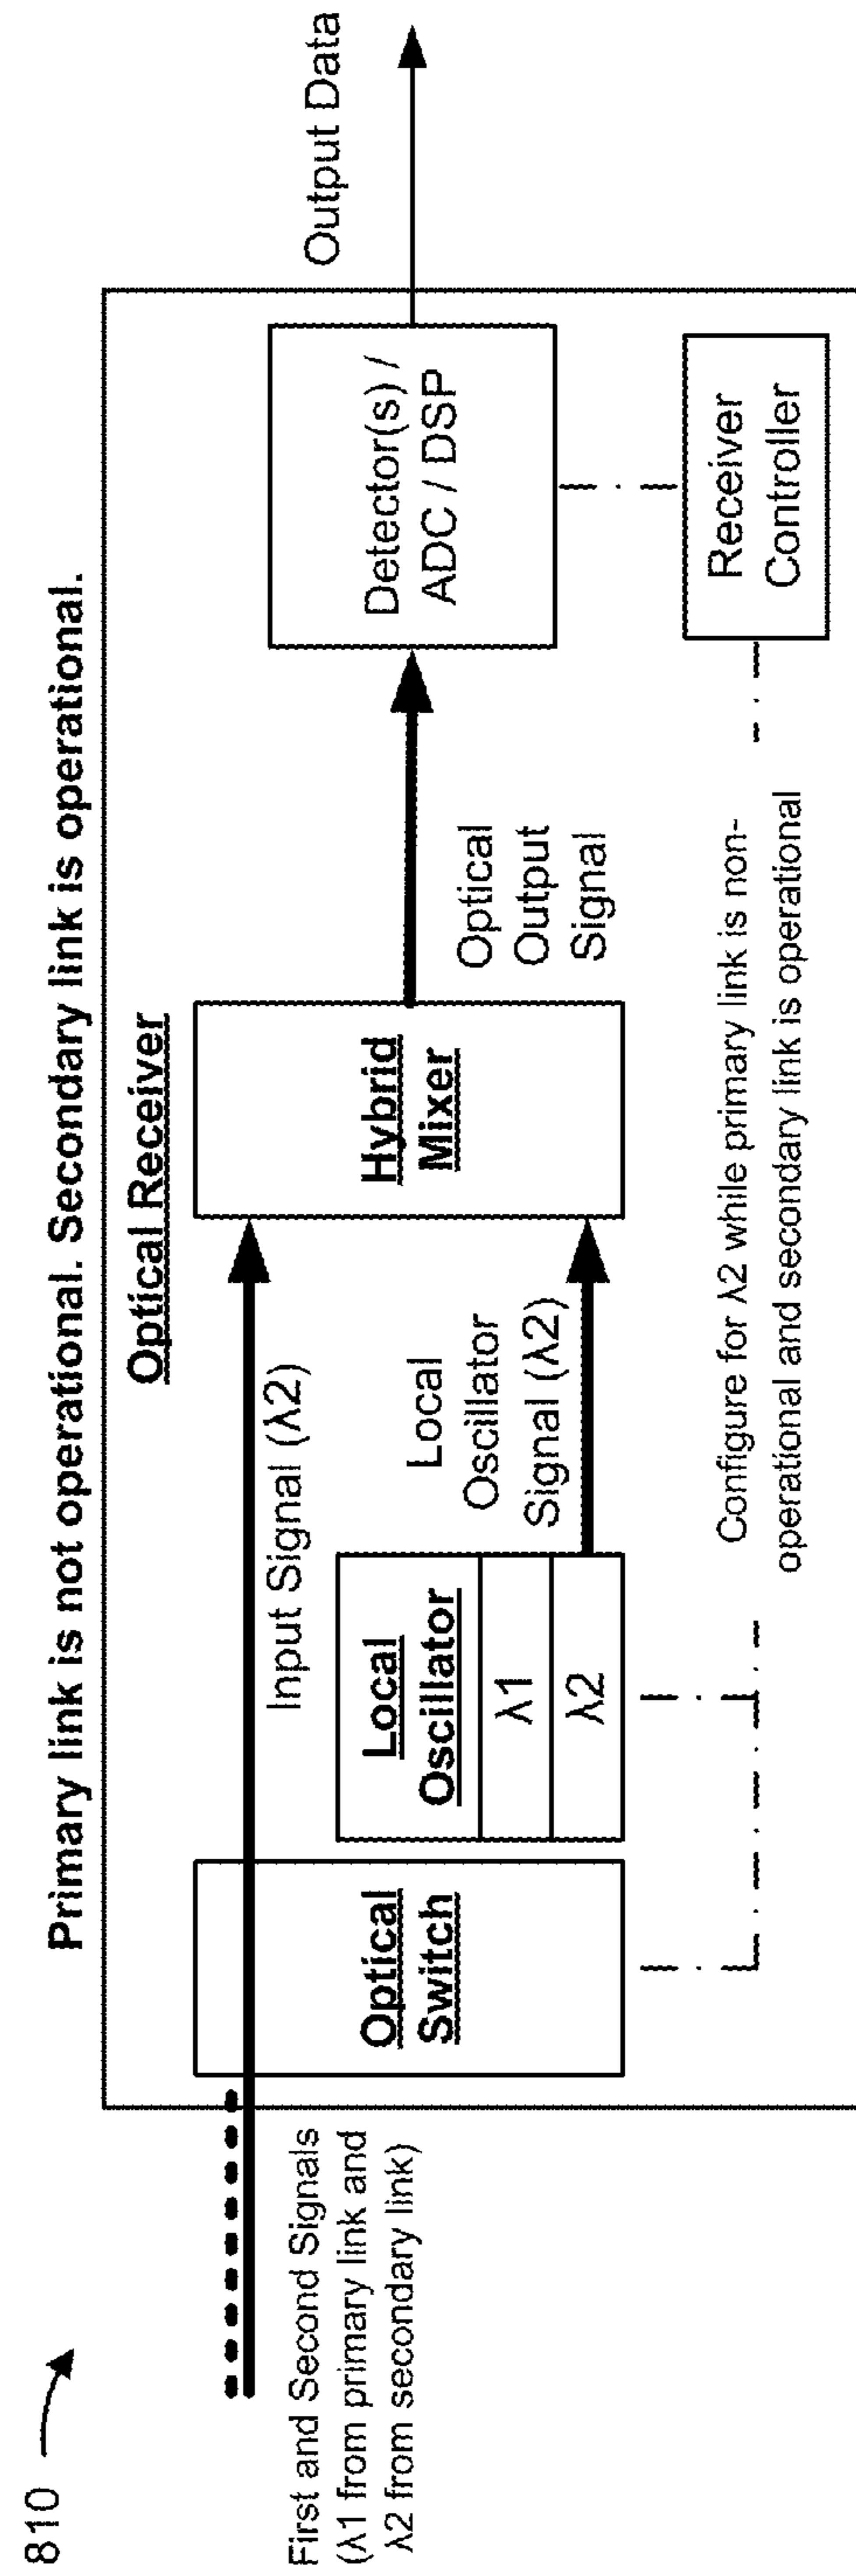 810
Primary link is not operational. Secondary link is operational.
Optical Receiver
First and Second Signals
(λ1 from primary link and
λ2 from secondary link)
Optical
Switch
Input Signal (λ2)
Local
Oscillator
λ1
λ2
Local
Oscillator
Signal (λ2)
Hybrid
Mixer
Optical
Output
Signal
Detector(s) /
ADC / DSP
Output Data
Receiver
Controller
Configure for λ2 while primary link is non-
operational and secondary link is operational